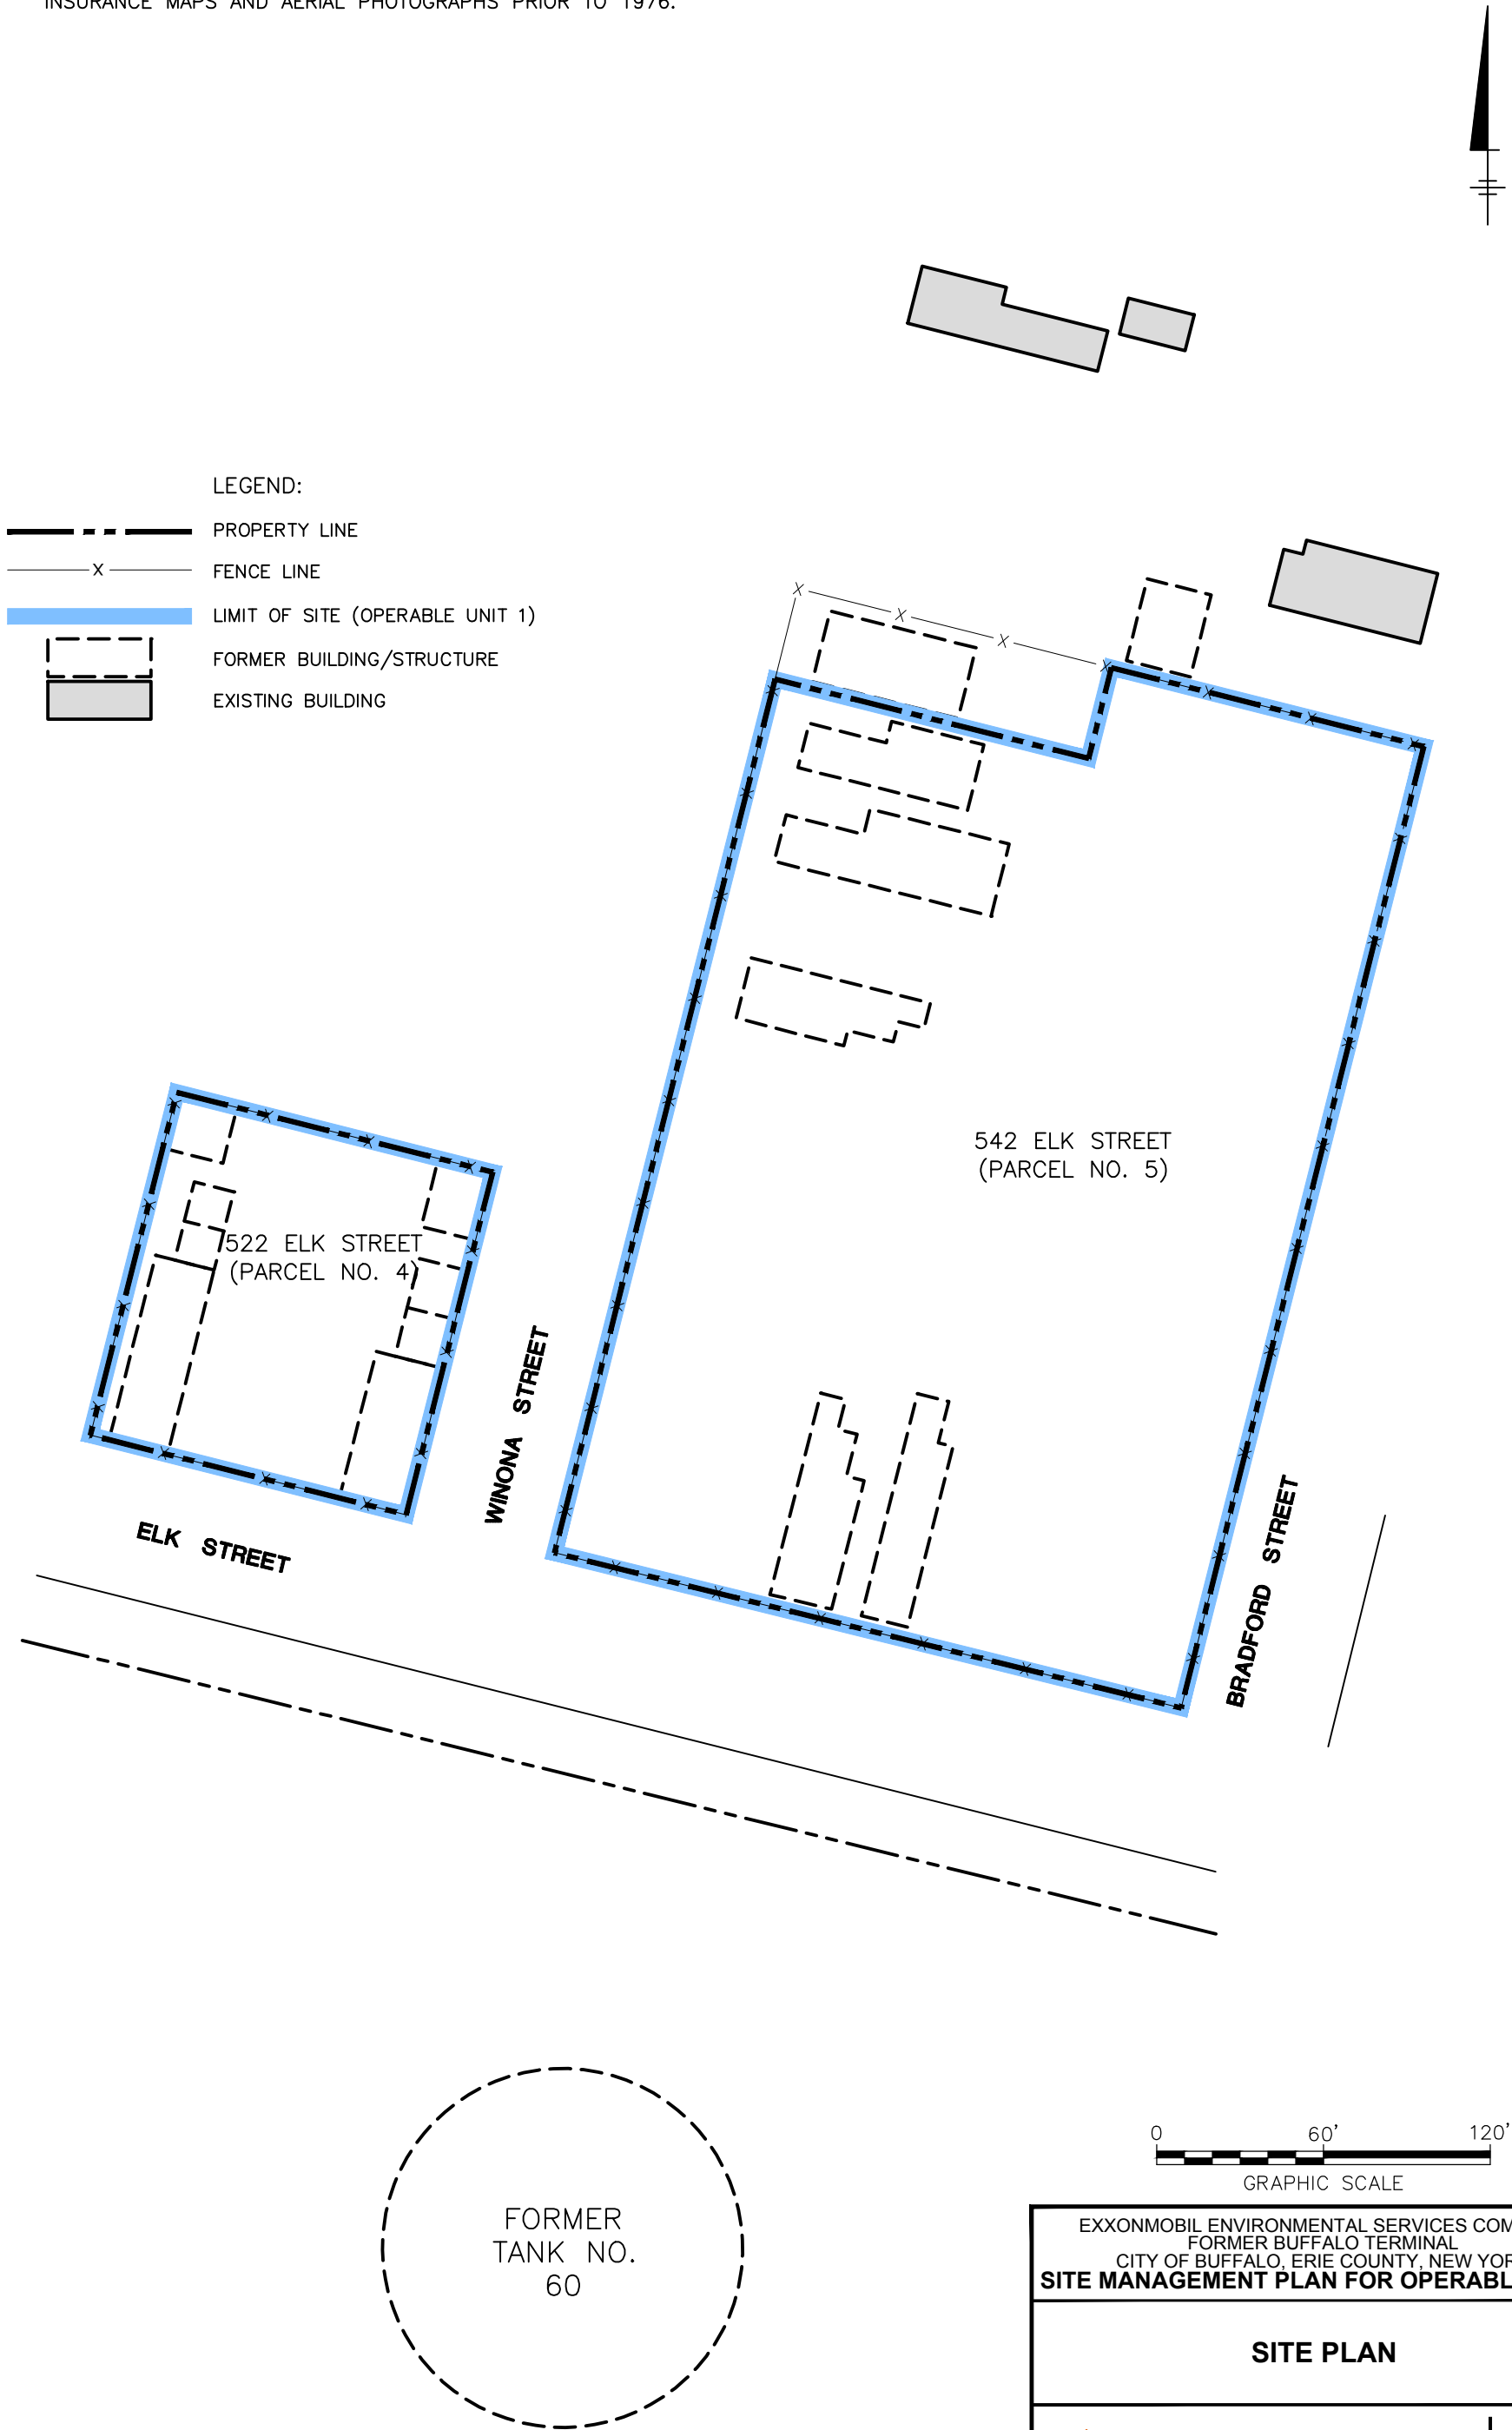 INSURANCE MAPS AND AERIAL PHOTOGRAPHS PRIOR TO 1976.
LEGEND:
PROPERTY LINE
X FENCE LINE
LIMIT OF SITE (OPERABLE UNIT 1)
FORMER BUILDING/STRUCTURE
EXISTING BUILDING
542 ELK STREET
(PARCEL NO. 5)
522 ELK STREET
(PARCEL NO. 4)
WINONA STREET
ELK STREET
BRADFORD STREET
FORMER
TANK NO.
60
0 60' 120'
GRAPHIC SCALE
EXXONMOBIL ENVIRONMENTAL SERVICES COM
FORMER BUFFALO TERMINAL
CITY OF BUFFALO, ERIE COUNTY, NEW YOR
SITE MANAGEMENT PLAN FOR OPERABL
SITE PLAN